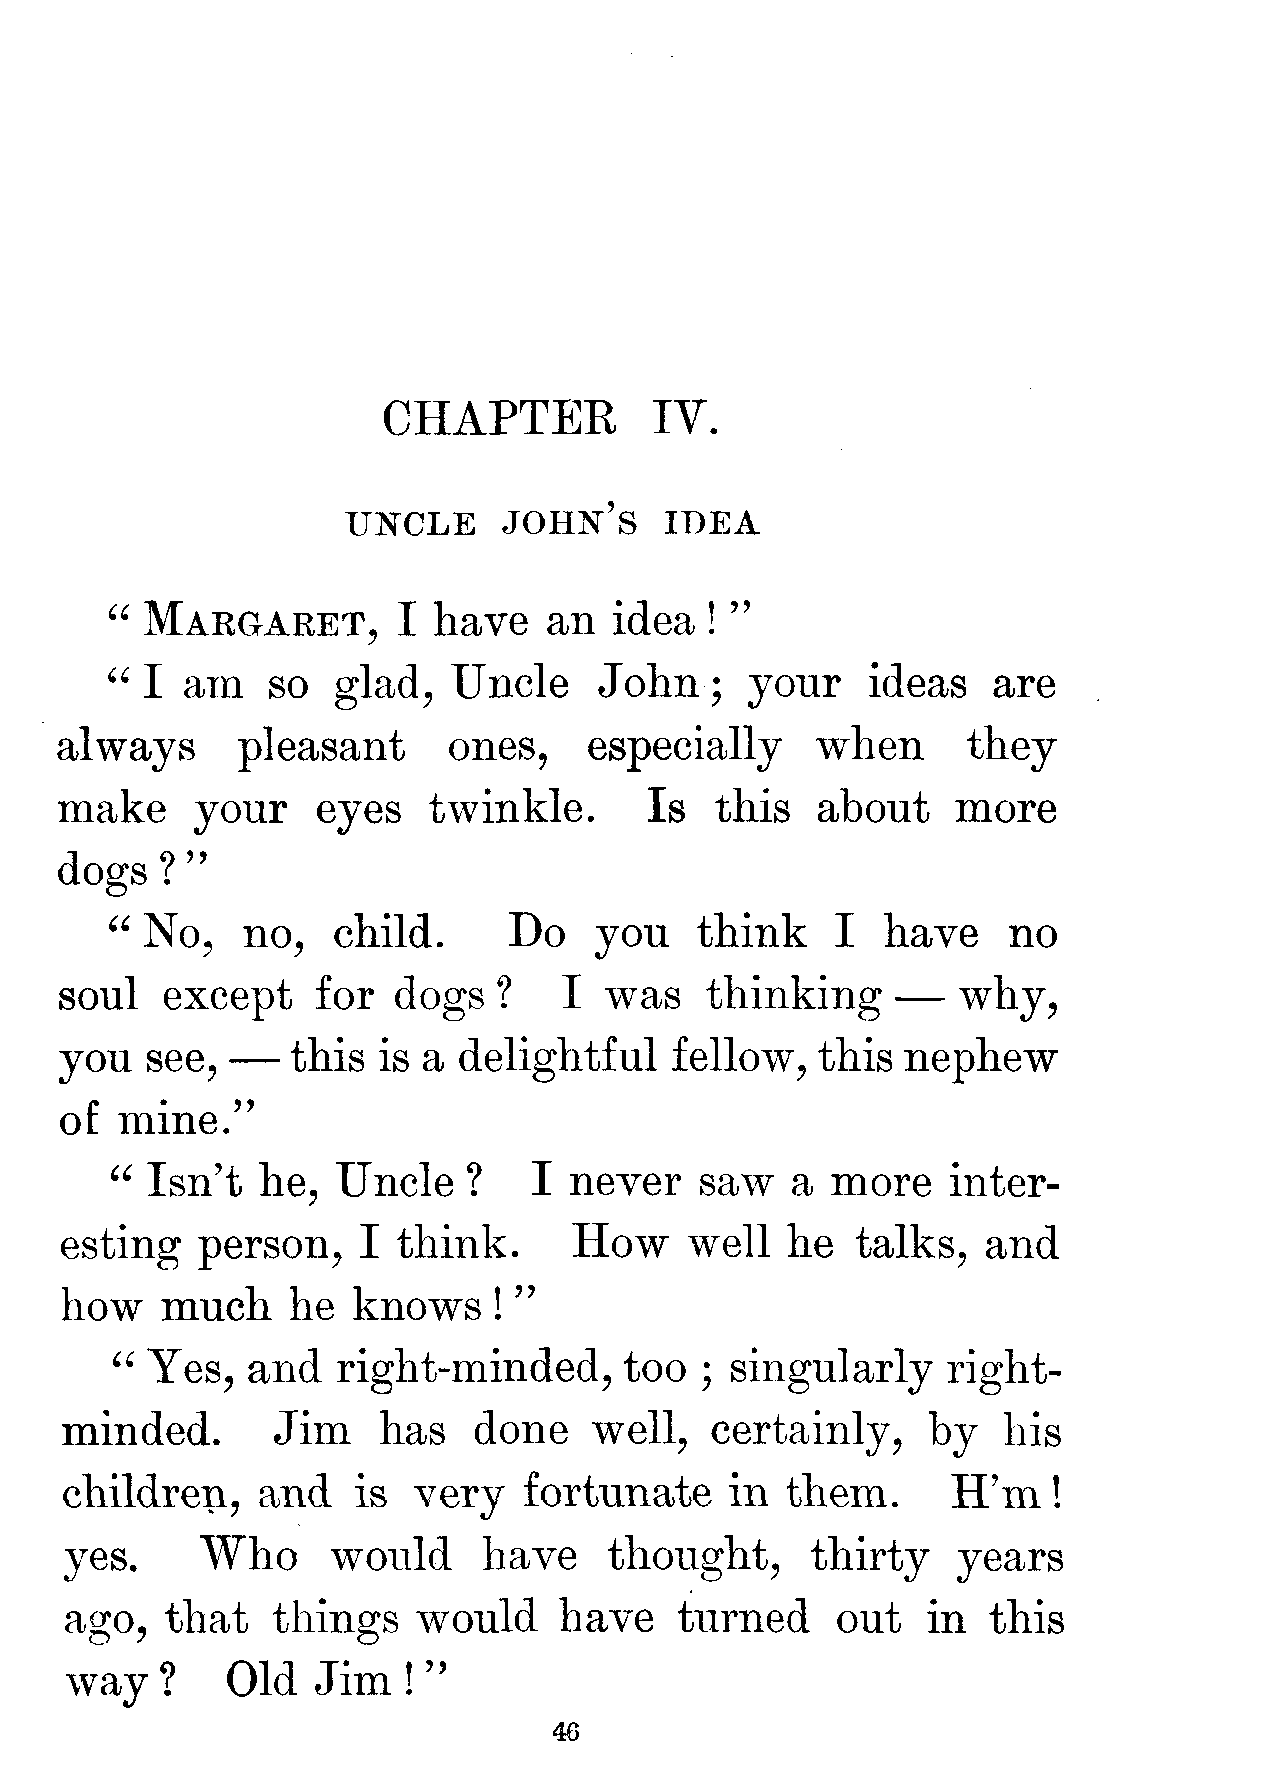 CHAPTER IV.
UNCLE JOHN'S IDEA
“ MARGARET, I have an idea ! ”
“ I am so glad, Uncle John ; your ideas are
always pleasant ones, especially when they
make your eyes twinkle. Is this about more
dogs ? ”
“ No, no, child. Do you think I have no
soul except for dogs ? I was thinking — why,
you see, — this is a delightful fellow, this nephew
of mine.”
“ Isn’t he, Uncle ? I never saw a more inter-
esting person, I think. How well he talks, and
how much he knows ! ”
“ Yes, and right-minded, too ; singularly right-
minded. Jim has done well, certainly, by his
children, and is very fortunate in them. H’m !
yes. Who would have thought, thirty years
ago, that things would have turned out in this
way ? Old Jim ! ”
46